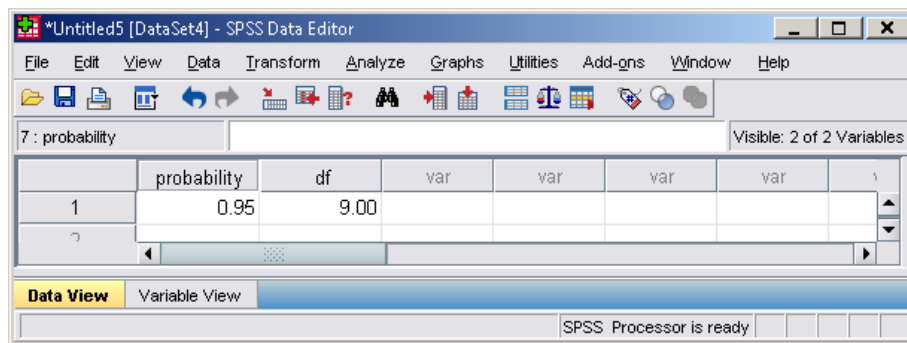 *Untitled5 [DataSet4] - SPSS Data Editor
File Edit View Data Transform Analyze Graphs Utilities Add-ons Window Help
7 : probability Visible: 2 of 2 Variables
probability df var var var var
1 0.95 9.00
Data View Variable View
SPSS Processor is ready